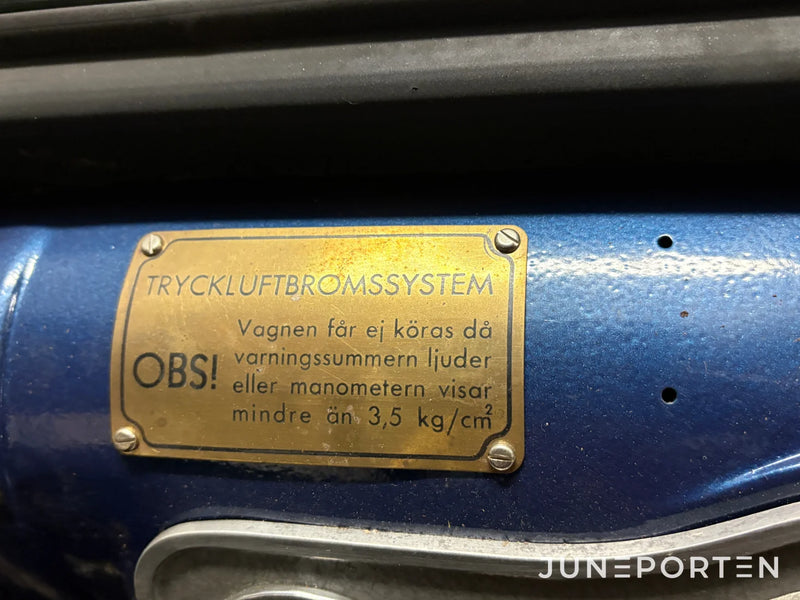 TRYCKLUFTBROMSSYSTEM
OBS!
Vagnen får ej köras då
varningssummern ljuder
eller manometern visar
mindre än 3,5 kg/cm²
JUNEPORTEN